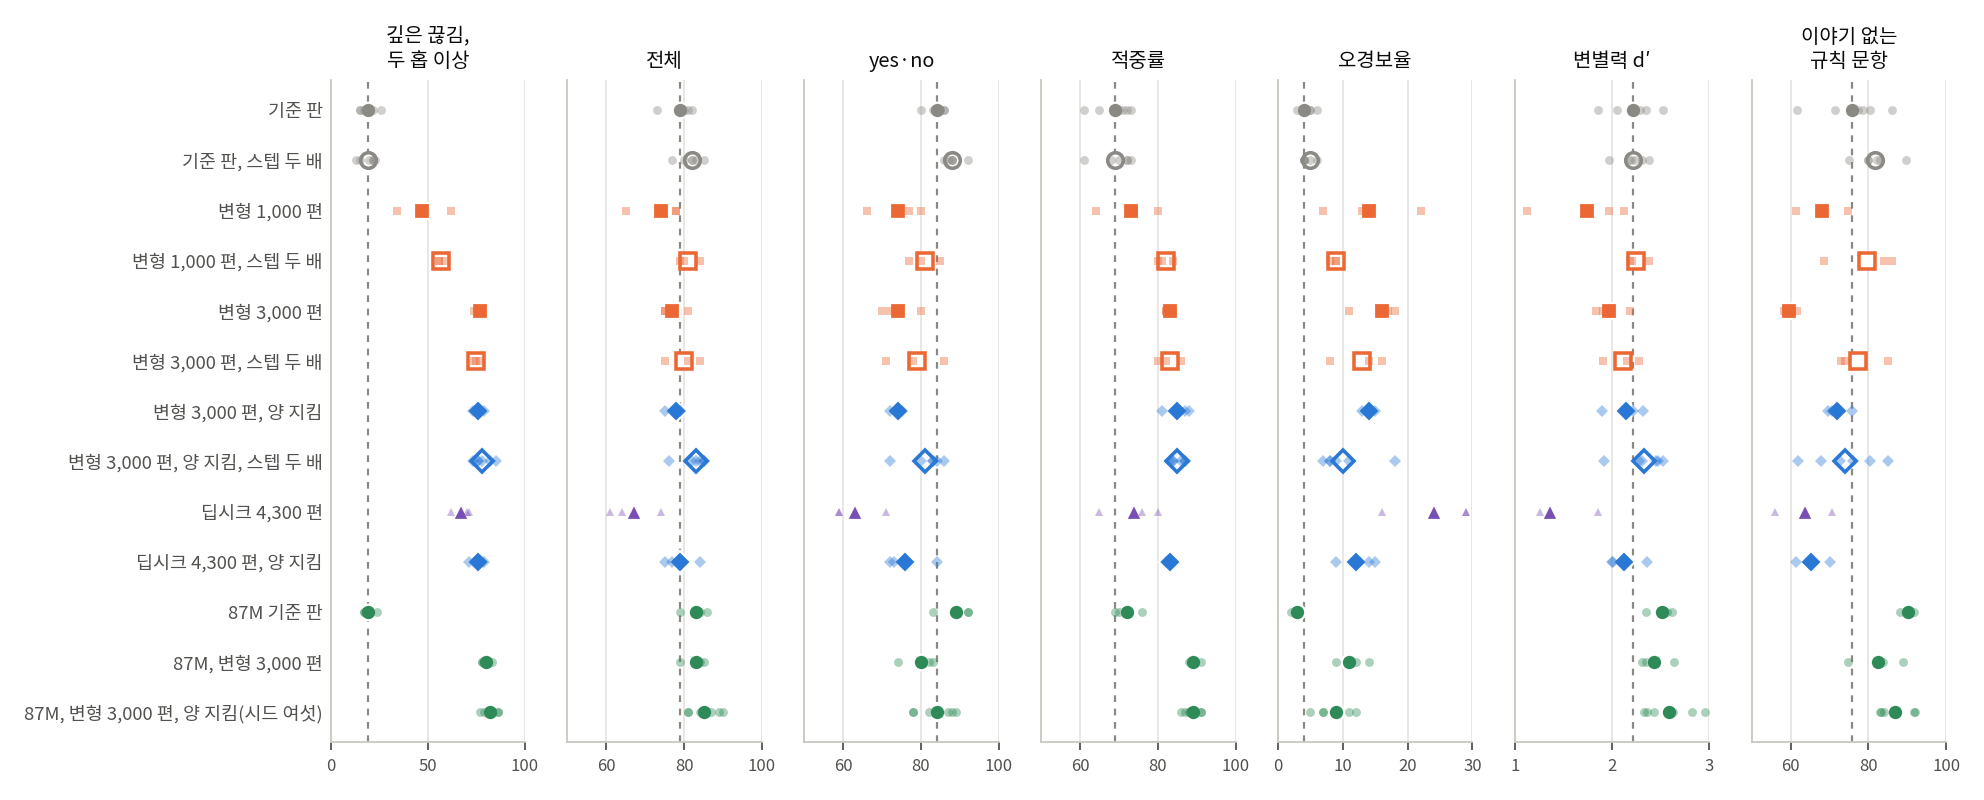 깊은 끊김,
두 홉 이상
전체
yes·no
적중률
오경보율
변별력 d′
이야기 없는
규칙 문항
기준 판
기준 판, 스텝 두 배
변형 1,000 편
변형 1,000 편, 스텝 두 배
변형 3,000 편
변형 3,000 편, 스텝 두 배
변형 3,000 편, 양 지킴
변형 3,000 편, 양 지킴, 스텝 두 배
딥시크 4,300 편
딥시크 4,300 편, 양 지킴
87M 기준 판
87M, 변형 3,000 편
87M, 변형 3,000 편, 양 지킴(시드 여섯)
0 50 100
60 80 100
60 80 100
60 80 100
0 10 20 30
1 2 3
60 80 100